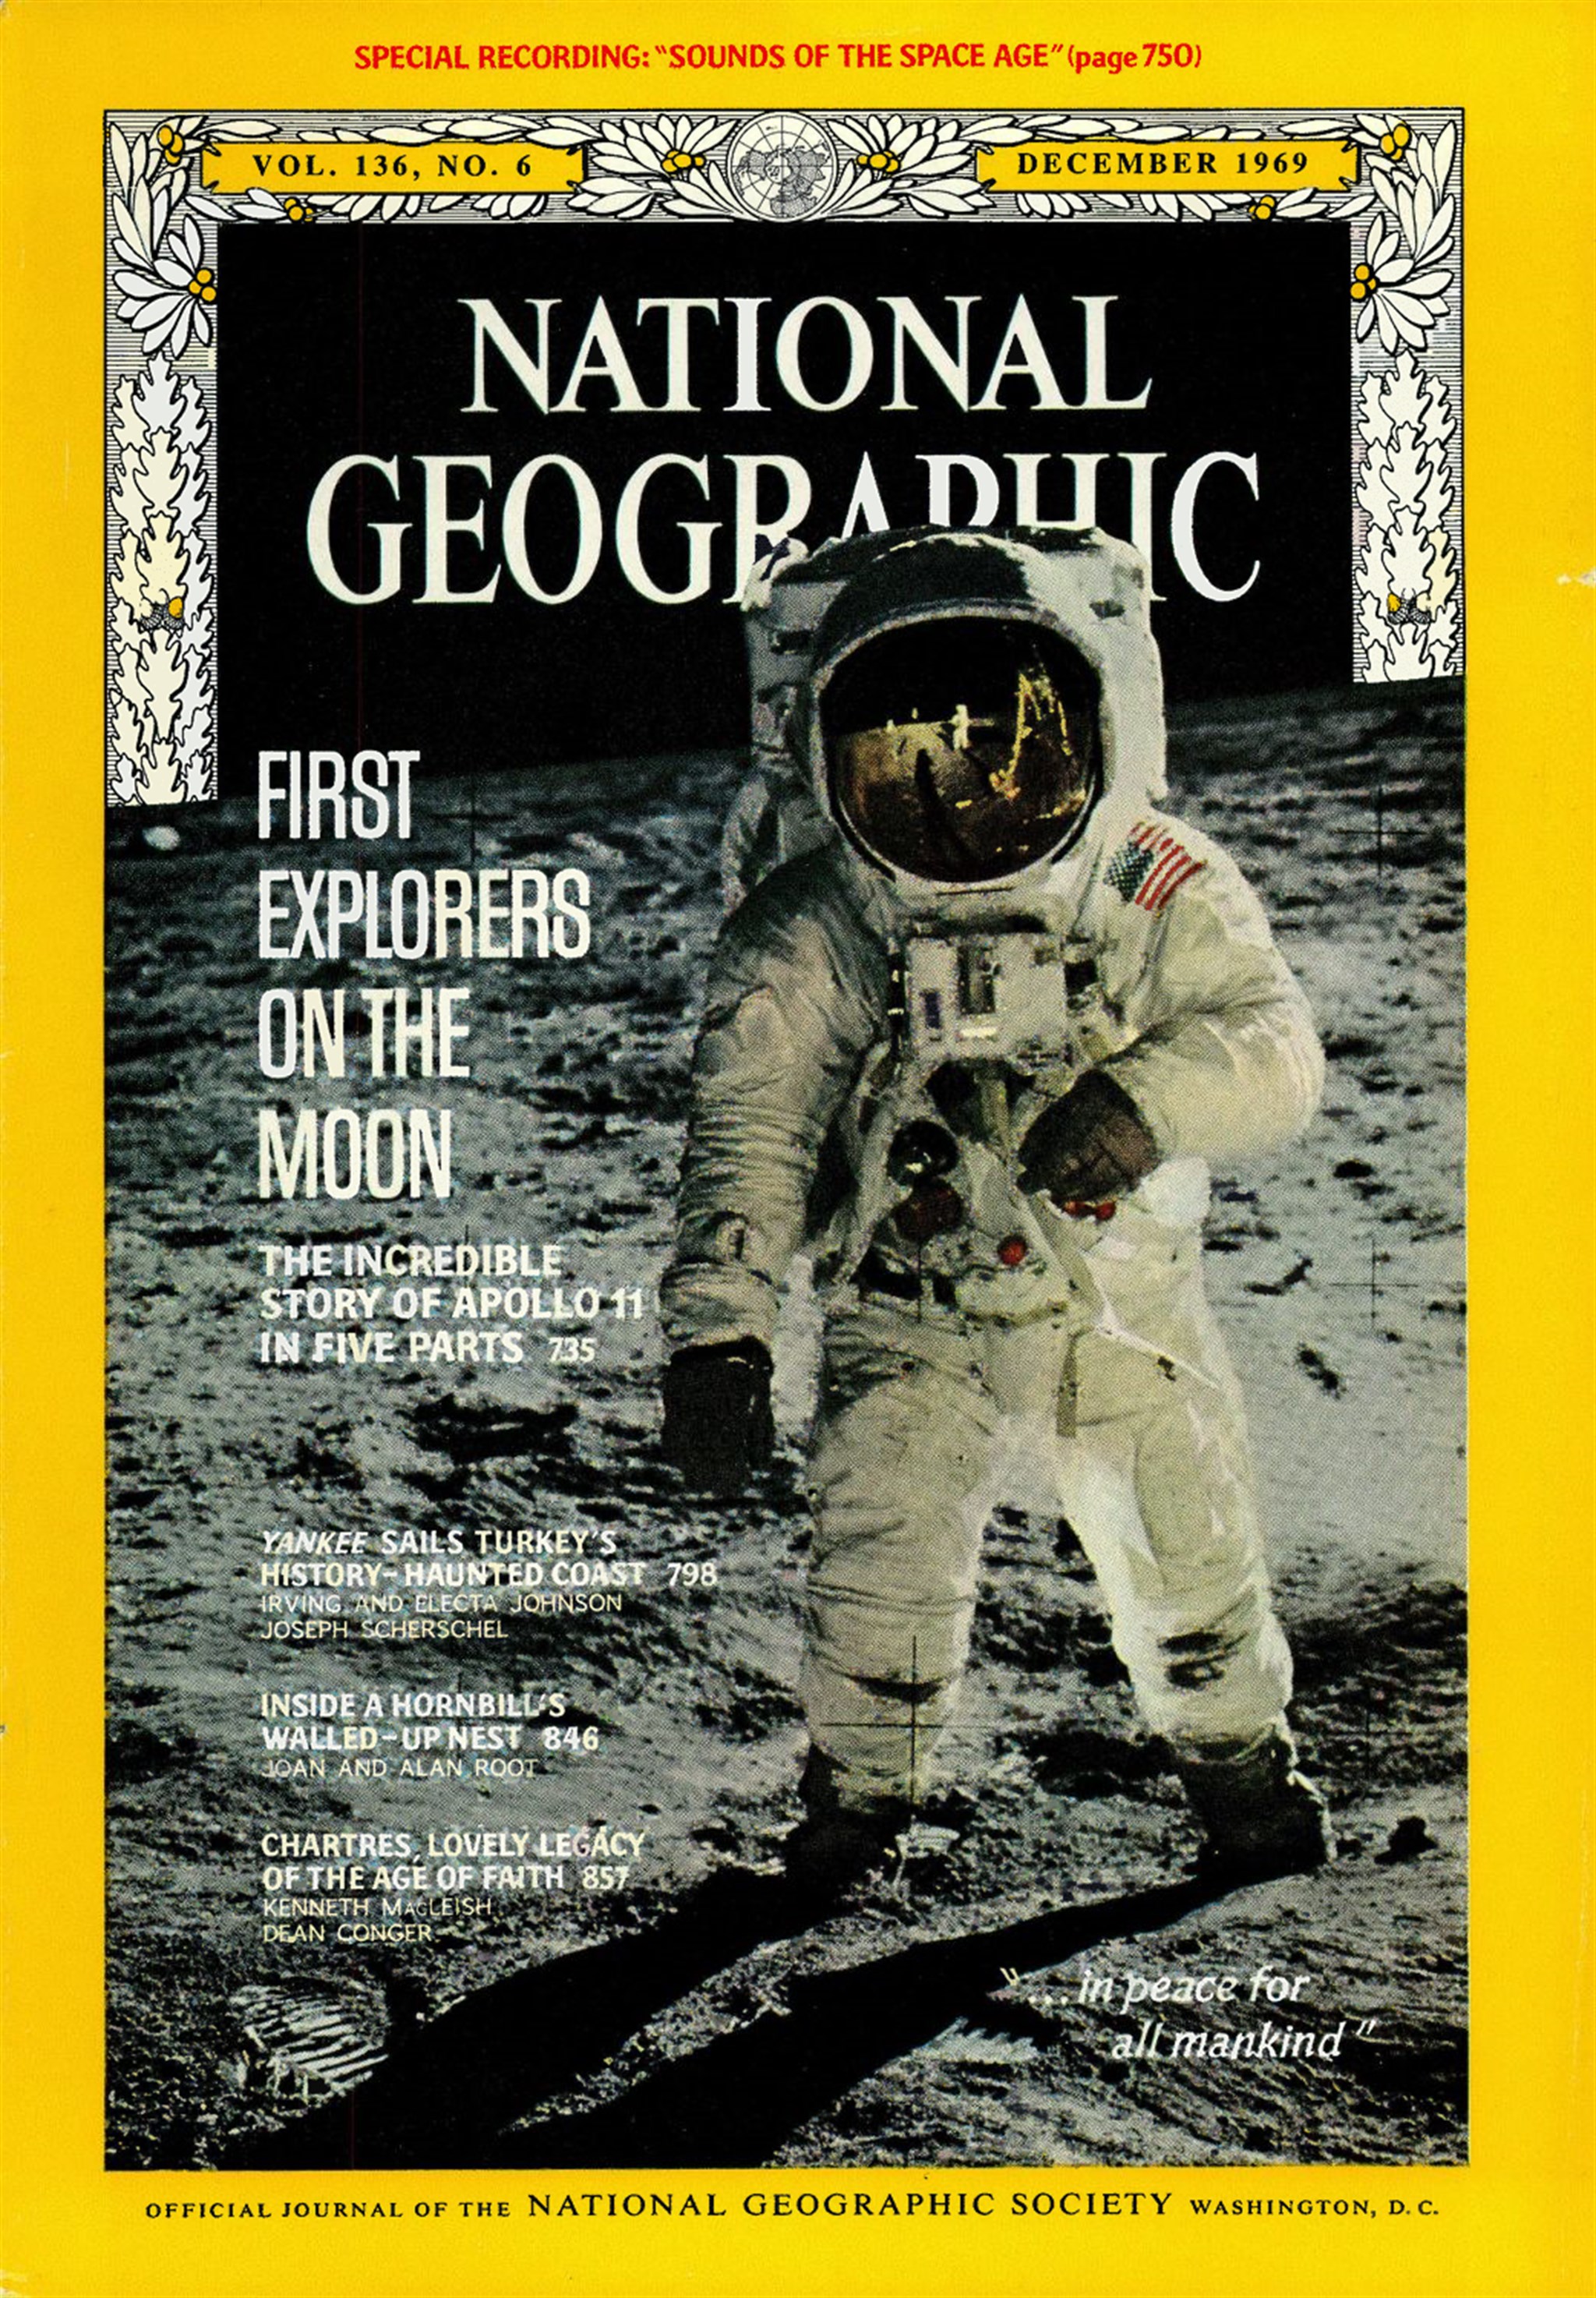 SPECIAL RECORDING: "SOUNDS OF THE SPACE AGE" (page 750)
VOL. 136, NO. 6
DECEMBER 1969
NATIONAL
GEOGRAPHIC
FIRST
EXPLORERS
ON THE
MOON
THE INCREDIBLE
STORY OF APOLLO 11
IN FIVE PARTS 735
YANKEE SAILS TURKEY'S
HISTORY-HAUNTED COAST 798
IRVING AND ELECTA JOHNSON
JOSEPH SCHERSCHEL
INSIDE A HORNBILL'S
WALLED-UP NEST 846
JOAN AND ALAN ROOT
CHARTRES, LOVELY LEGACY
OF THE AGE OF FAITH 857
KENNETH MACLEISH
DEAN CONGER
"...in peace for
all mankind"
OFFICIAL JOURNAL OF THE NATIONAL GEOGRAPHIC SOCIETY WASHINGTON, D.C.